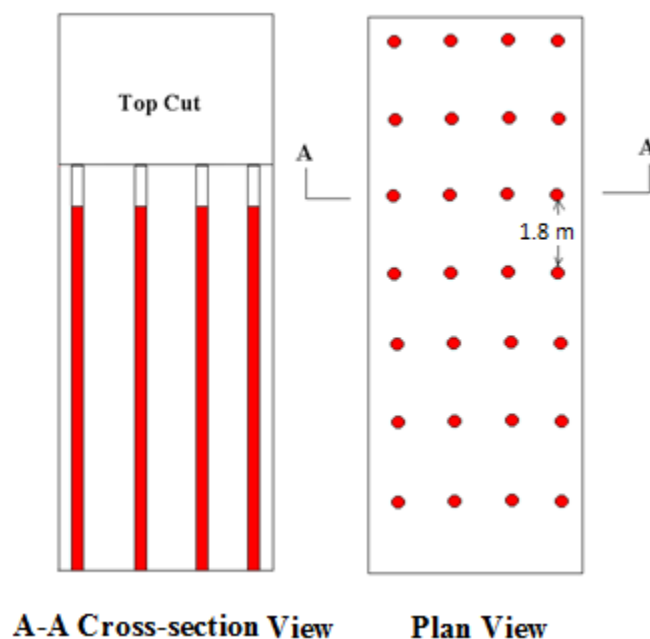 Top Cut
A
A
1.8 m
A-A Cross-section View
Plan View